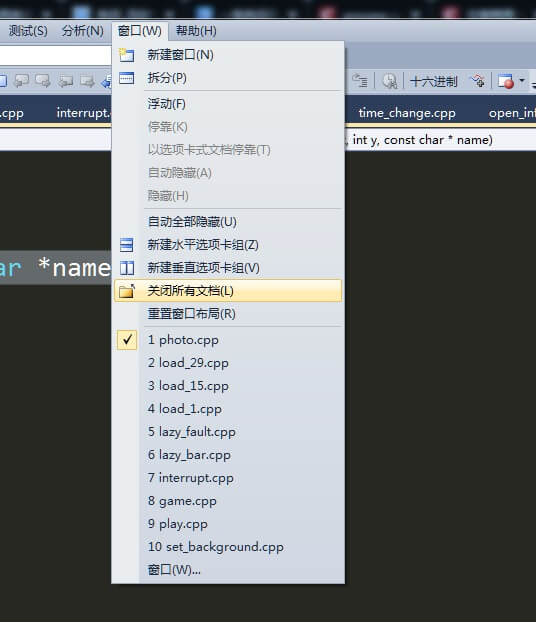 测试(S) 分析(N) 窗口(W) 帮助(H)
新建窗口(N)
拆分(P)
十六进制
浮动(F)
.cpp interrupt. time_change.cpp open_inf
停靠(K)
, int y, const char * name)
以选项卡式文档停靠(T)
自动隐藏(A)
隐藏(H)
自动全部隐藏(U)
新建水平选项卡组(Z)
新建垂直选项卡组(V)
ar *name
关闭所有文档(L)
重置窗口布局(R)
1 photo.cpp
2 load_29.cpp
3 load_15.cpp
4 load_1.cpp
5 lazy_fault.cpp
6 lazy_bar.cpp
7 interrupt.cpp
8 game.cpp
9 play.cpp
10 set_background.cpp
窗口(W)...